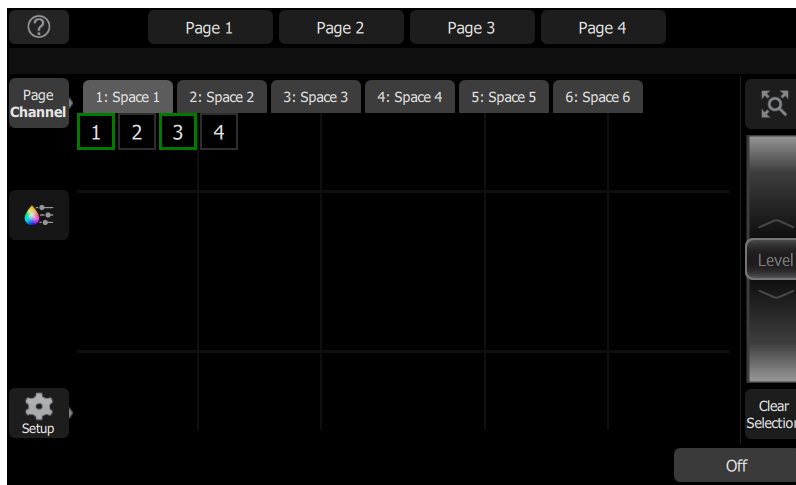 Page 1
Page 2
Page 3
Page 4
Page
Channel
1: Space 1
2: Space 2
3: Space 3
4: Space 4
5: Space 5
6: Space 6
1
2
3
4
Level
Setup
Clear
Selection
Off